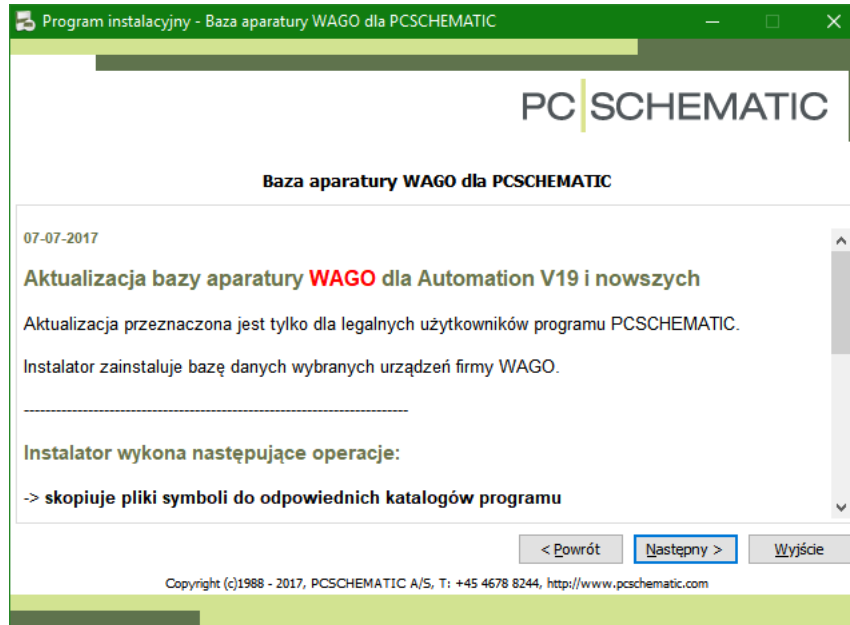 Program instalacyjny - Baza aparatury WAGO dla PCSCHEMATIC
PC SCHEMATIC
Baza aparatury WAGO dla PCSCHEMATIC
07-07-2017
Aktualizacja bazy aparatury WAGO dla Automation V19 i nowszych
Aktualizacja przeznaczona jest tylko dla legalnych użytkowników programu PCSCHEMATIC.
Instalator zainstaluje bazę danych wybranych urządzeń firmy WAGO.
------------------------------------------------------------------------
Instalator wykona następujące operacje:
-> skopiuje pliki symboli do odpowiednich katalogów programu
< Powrót Następny > Wyjście
Copyright (c)1988 - 2017, PCSCHEMATIC A/S, T: +45 4678 8244, http://www.pcschematic.com